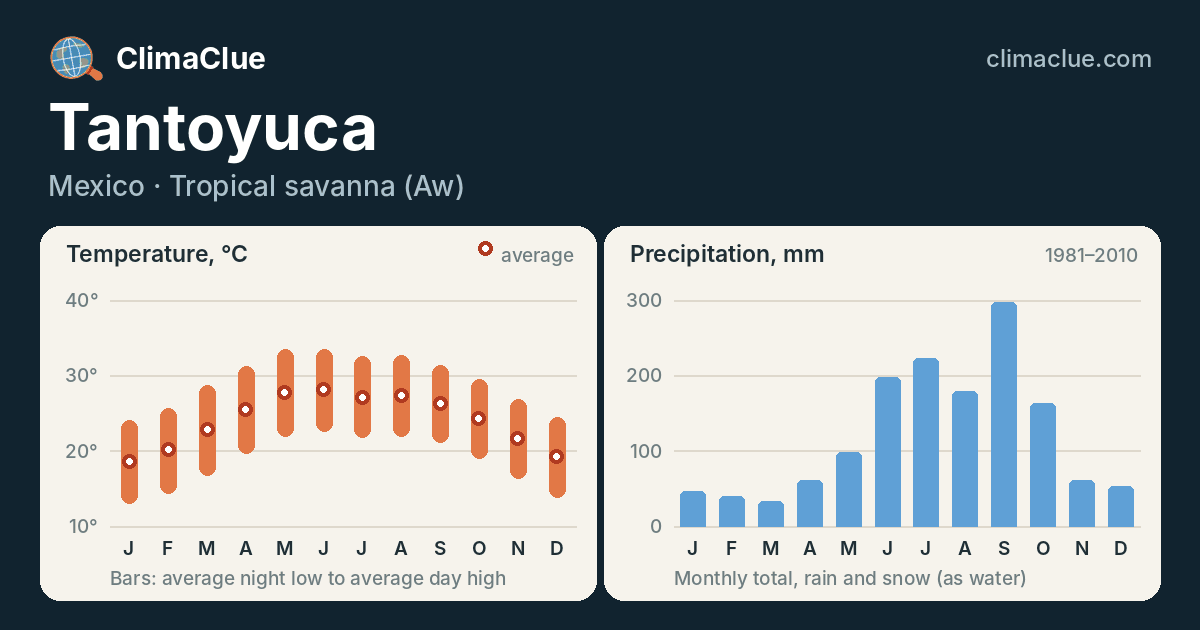 ClimaClue
climaclue.com
Tantoyuca
Mexico · Tropical savanna (Aw)
Temperature, °C
average
40°
30°
20°
10°
J F M A M J J A S O N D
Bars: average night low to average day high
Precipitation, mm
1981–2010
300
200
100
0
J F M A M J J A S O N D
Monthly total, rain and snow (as water)